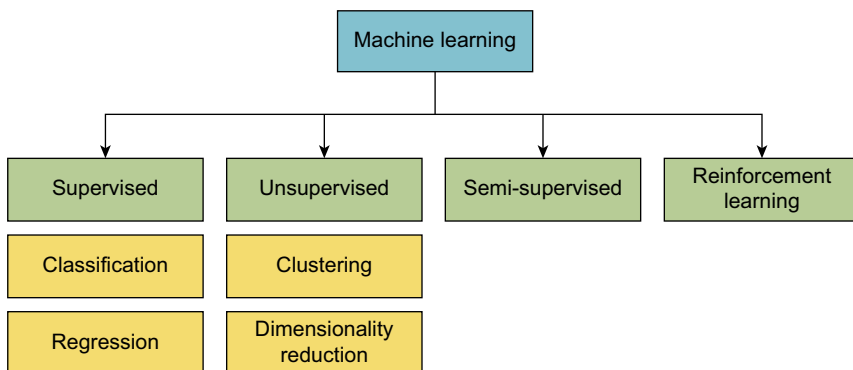 Machine learning
Supervised
Unsupervised
Semi-supervised
Reinforcement
learning
Classification
Clustering
Regression
Dimensionality
reduction